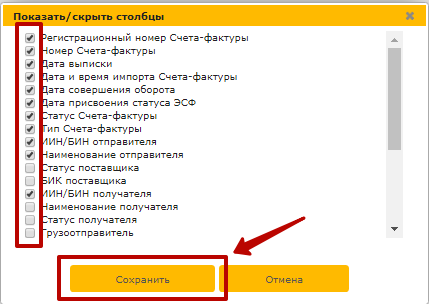 Показать/скрыть столбцы
Регистрационный номер Счета-фактуры
Номер Счета-фактуры
Дата выписки
Дата и время импорта Счета-фактуры
Дата совершения оборота
Дата присвоения статуса ЭСФ
Статус Счета-фактуры
Тип Счета-фактуры
ИИН/БИН отправителя
Наименование отправителя
Статус поставщика
БИК поставщика
ИИН/БИН получателя
Наименование получателя
Статус получателя
Грузоотправитель
Сохранить
Отмена